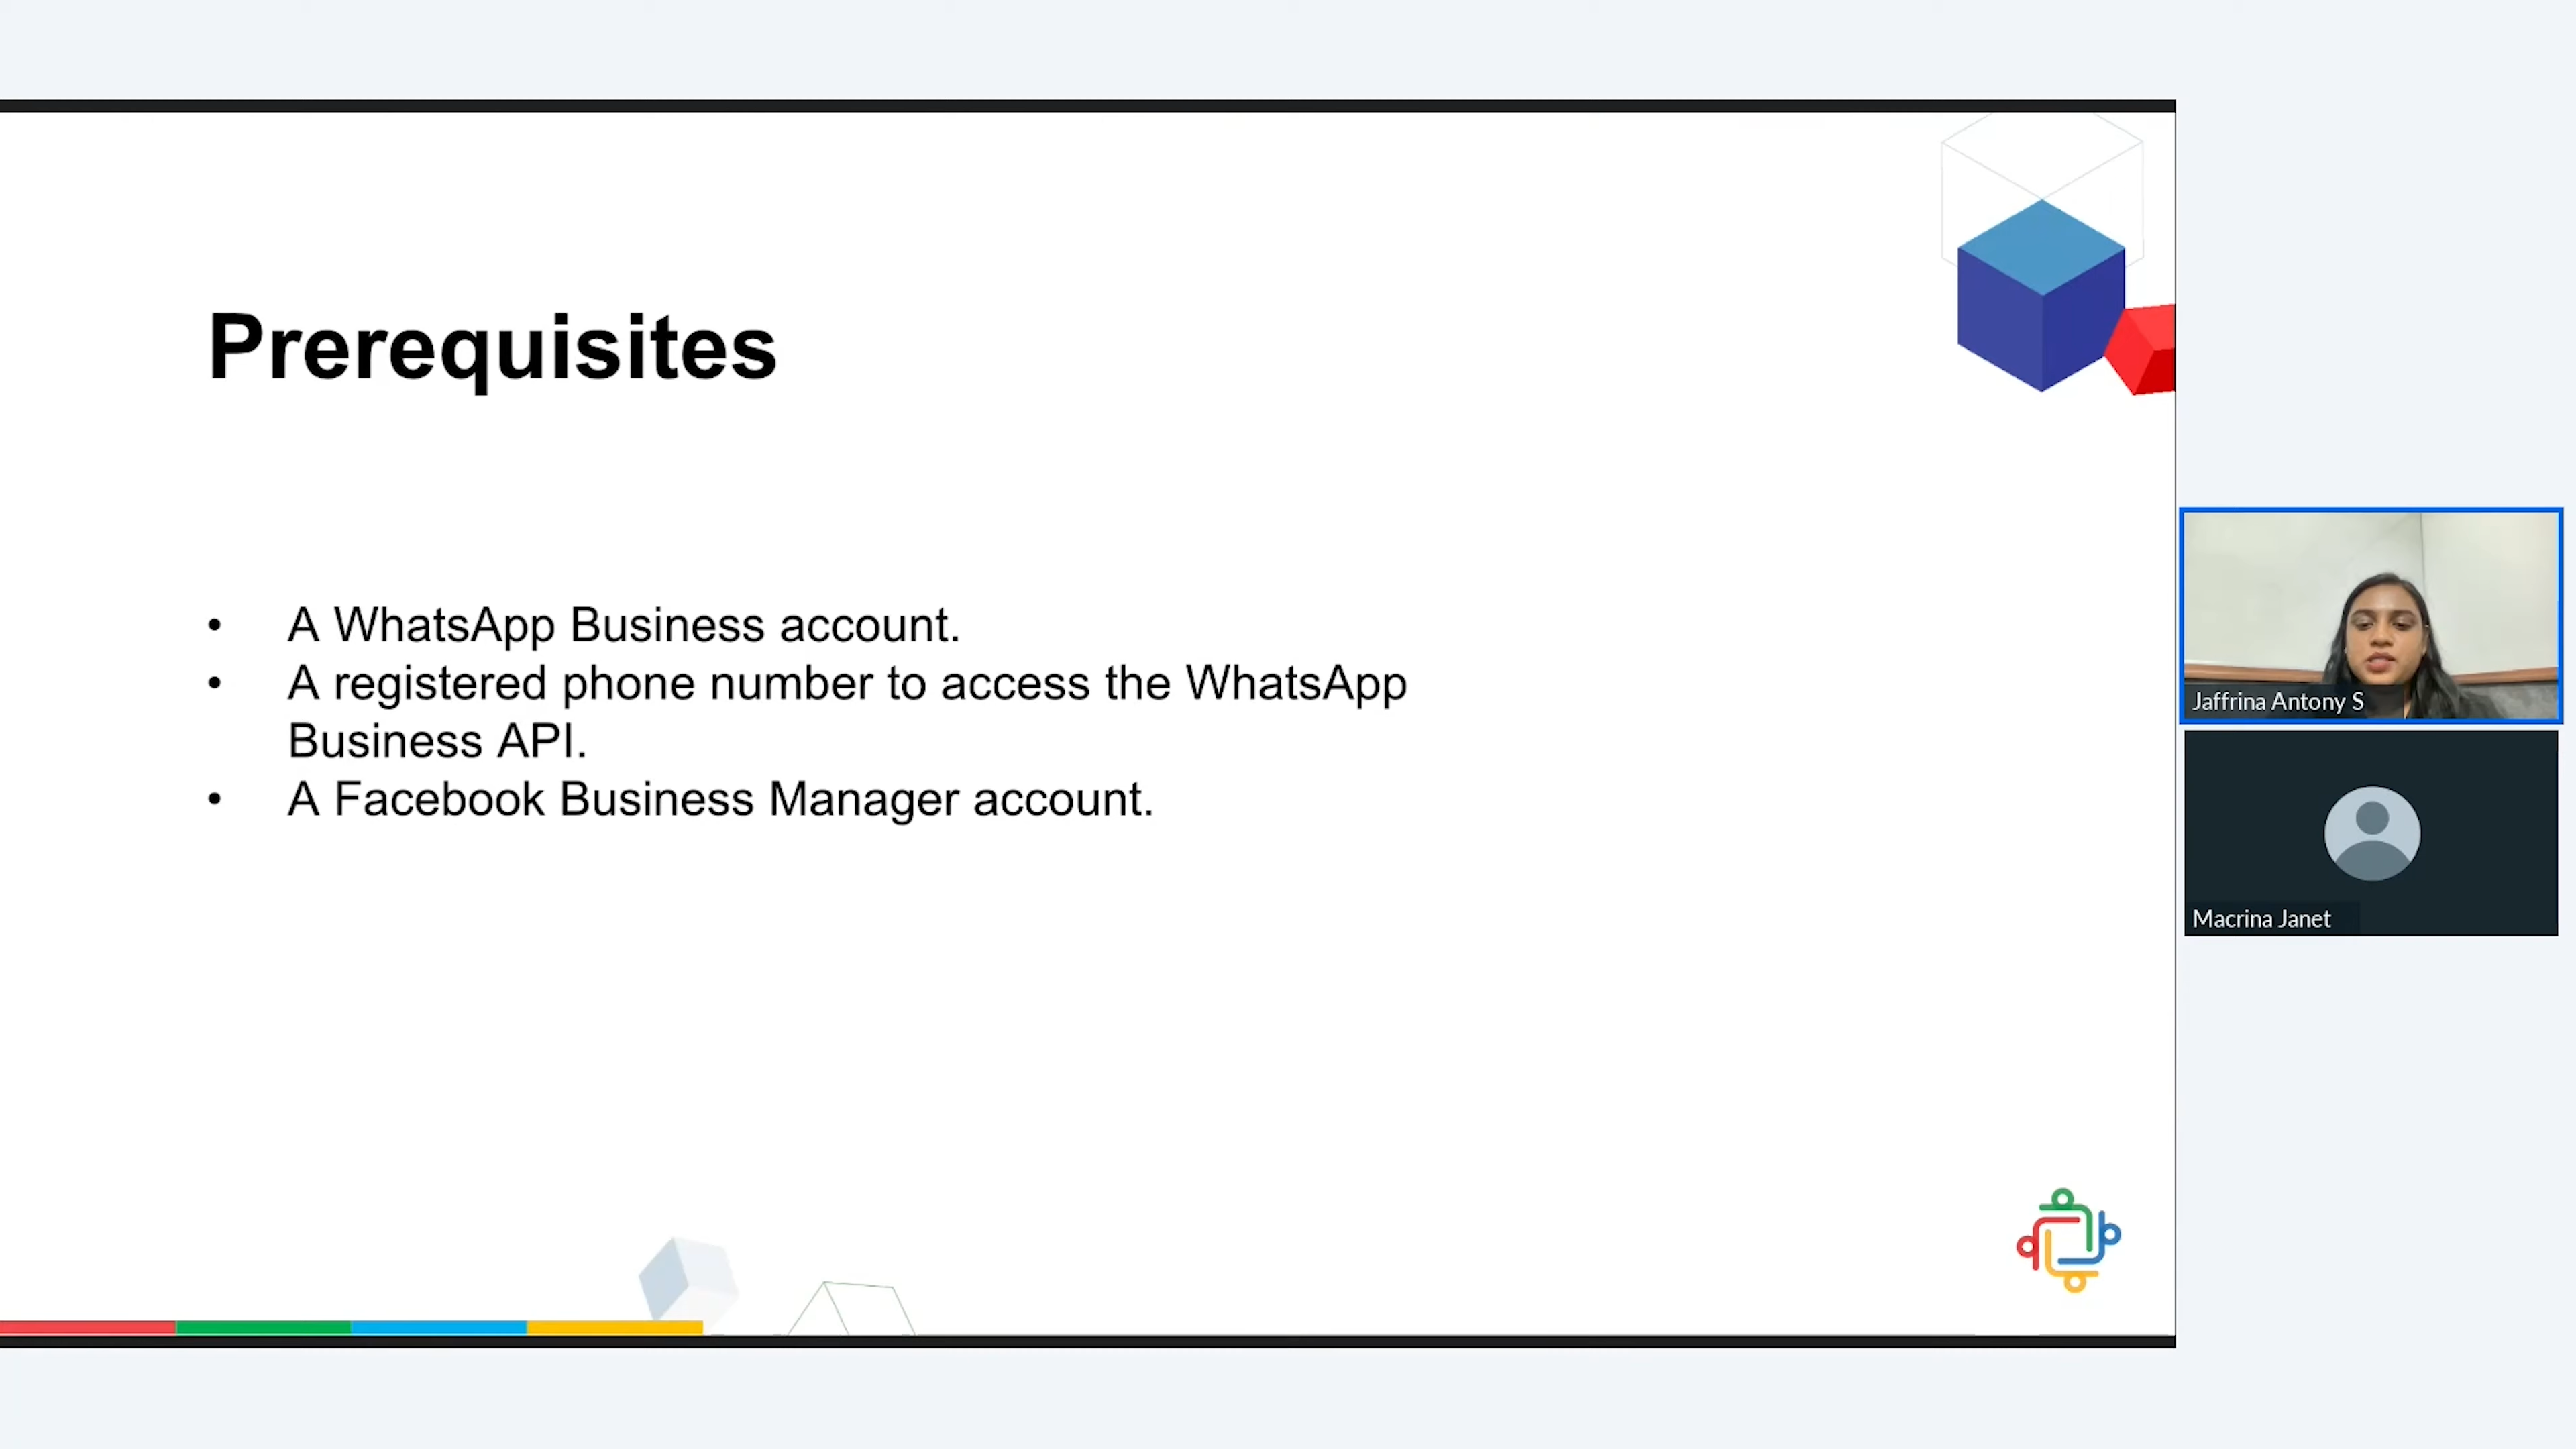 Prerequisites
• A WhatsApp Business account.
• A registered phone number to access the WhatsApp
Business API.
• A Facebook Business Manager account.
Jaffrina Antony S
Macrina Janet